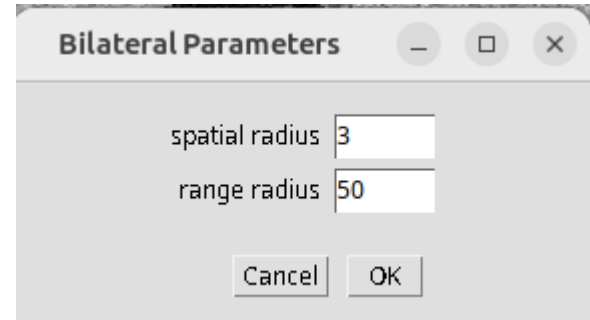 Bilateral Parameters
spatial radius 3
range radius 50
Cancel OK